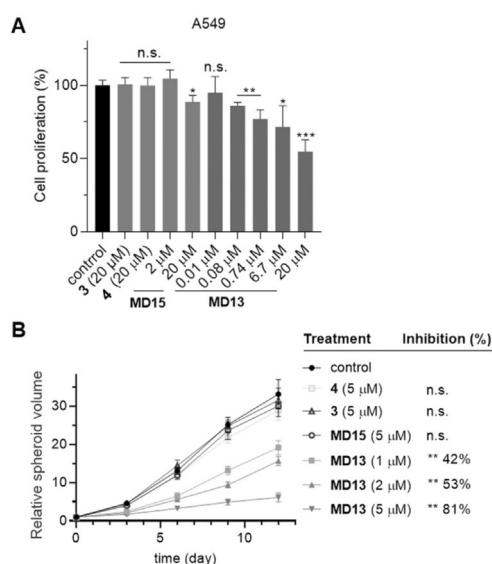 A
A549
Cell proliferation (%)
100
50
0
n.s.
*
n.s.
**
*
***
contrrol
3 (20 µM)
4 (20 µM)
2 µM
20 µM
0.01 µM
0.08 µM
0.74 µM
6.7 µM
20 µM
MD15
MD13
B
Relative spheroid volume
30
20
10
0
0
5
10
time (day)
Treatment Inhibition (%)
control
4 (5 µM) n.s.
3 (5 µM) n.s.
MD15 (5 µM) n.s.
MD13 (1 µM) ** 42%
MD13 (2 µM) ** 53%
MD13 (5 µM) ** 81%